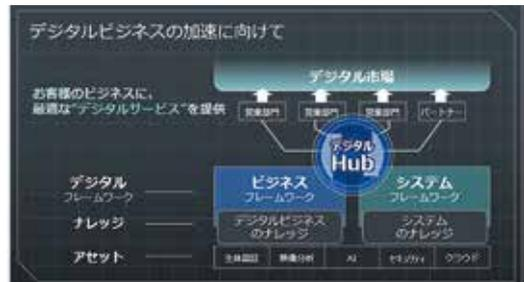 デジタルビジネスの加速に向けて
デジタル市場
お客様のビジネスに、
最適な"デジタルサービス"を提供
営業部門 営業部門 営業部門 パートナー
デジタル
Hub
デジタル
フレームワーク
ビジネス
フレームワーク
システム
フレームワーク
ナレッジ
デジタルビジネス
のナレッジ
システム
のナレッジ
アセット
生体認証 映像分析 AI セキュリティ クラウド